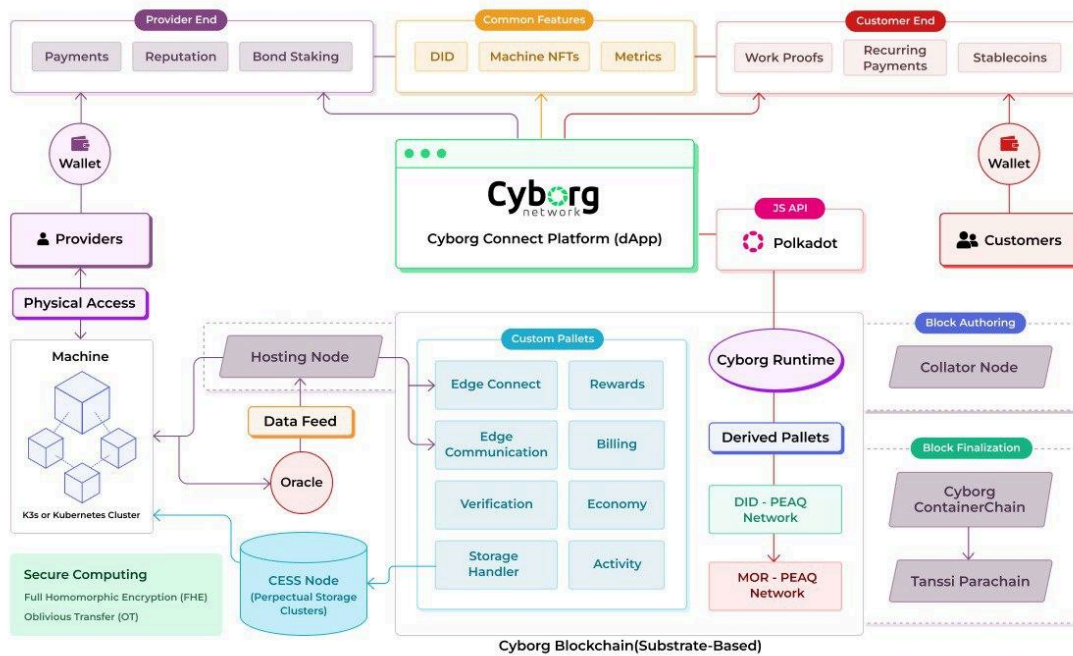 Provider End
Payments
Reputation
Bond Staking
Common Features
DID
Machine NFTs
Metrics
Customer End
Work Proofs
Recurring
Payments
Stablecoins
Wallet
Providers
Physical Access
Cyborg
network
Cyborg Connect Platform (dApp)
JS API
Polkadot
Wallet
Customers
Machine
K3s or Kubernetes Cluster
Hosting Node
Data Feed
Oracle
Custom Pallets
Edge Connect
Rewards
Edge
Communication
Billing
Verification
Economy
Storage
Handler
Activity
Cyborg Runtime
Derived Pallets
DID - PEAQ
Network
MOR - PEAQ
Network
Block Authoring
Collator Node
Block Finalization
Cyborg
ContainerChain
Tanssi Parachain
Secure Computing
Full Homomorphic Encryption (FHE)
Oblivious Transfer (OT)
CESS Node
(Perpectual Storage
Clusters)
Cyborg Blockchain(Substrate-Based)